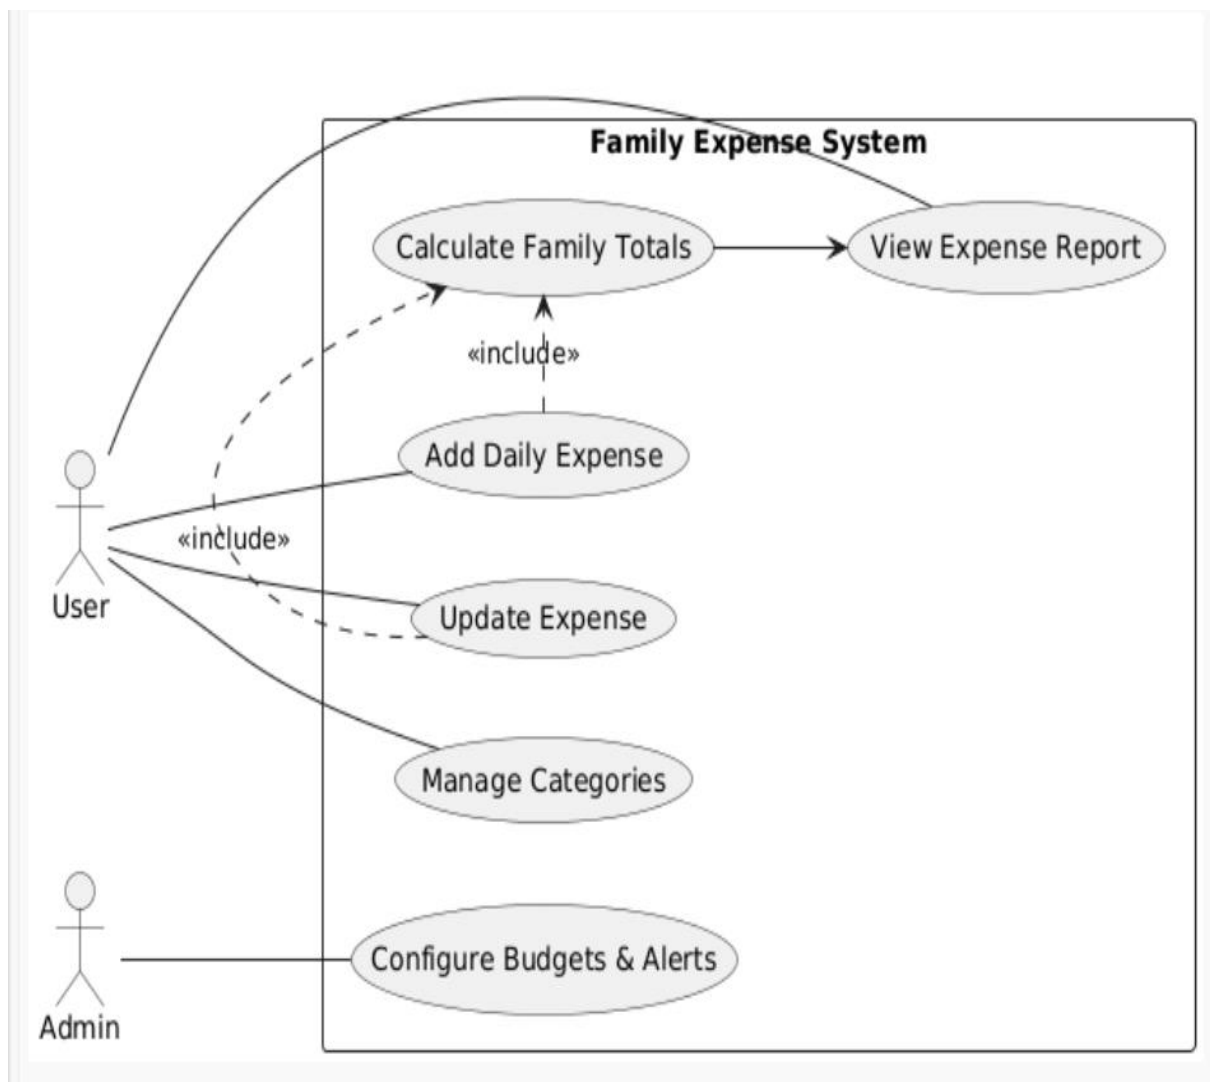 Family Expense System
Calculate Family Totals
View Expense Report
«include»
Add Daily Expense
«include»
User
Update Expense
Manage Categories
Configure Budgets & Alerts
Admin